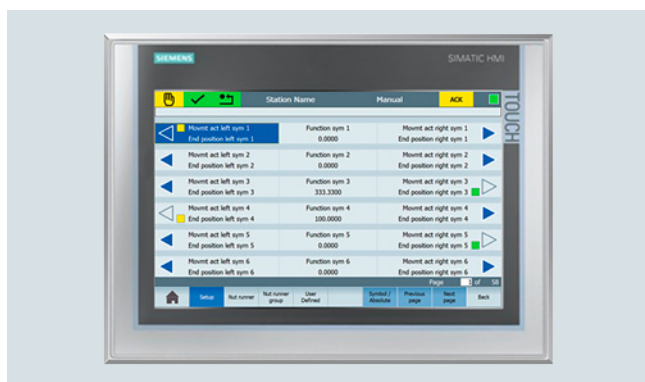 SIEMENS SIMATIC HMI
TOUCH
Station Name Manual ACK
Movmt act left sym 1 Function sym 1 Movmt act right sym 1
End position left sym 1 0.0000 End position right sym 1
Movmt act left sym 2 Function sym 2 Movmt act right sym 2
End position left sym 2 0.0000 End position right sym 2
Movmt act left sym 3 Function sym 3 Movmt act right sym 3
End position left sym 3 333.3300 End position right sym 3
Movmt act left sym 4 Function sym 4 Movmt act right sym 4
End position left sym 4 100.0000 End position right sym 4
Movmt act left sym 5 Function sym 5 Movmt act right sym 5
End position left sym 5 0.0000 End position right sym 5
Movmt act left sym 6 Function sym 6 Movmt act right sym 6
End position left sym 6 0.0000 End position right sym 6
Page 1 of 58
Setup Nut runner Nut runner group User Defined Symbol / Absolute Previous page Next page Back